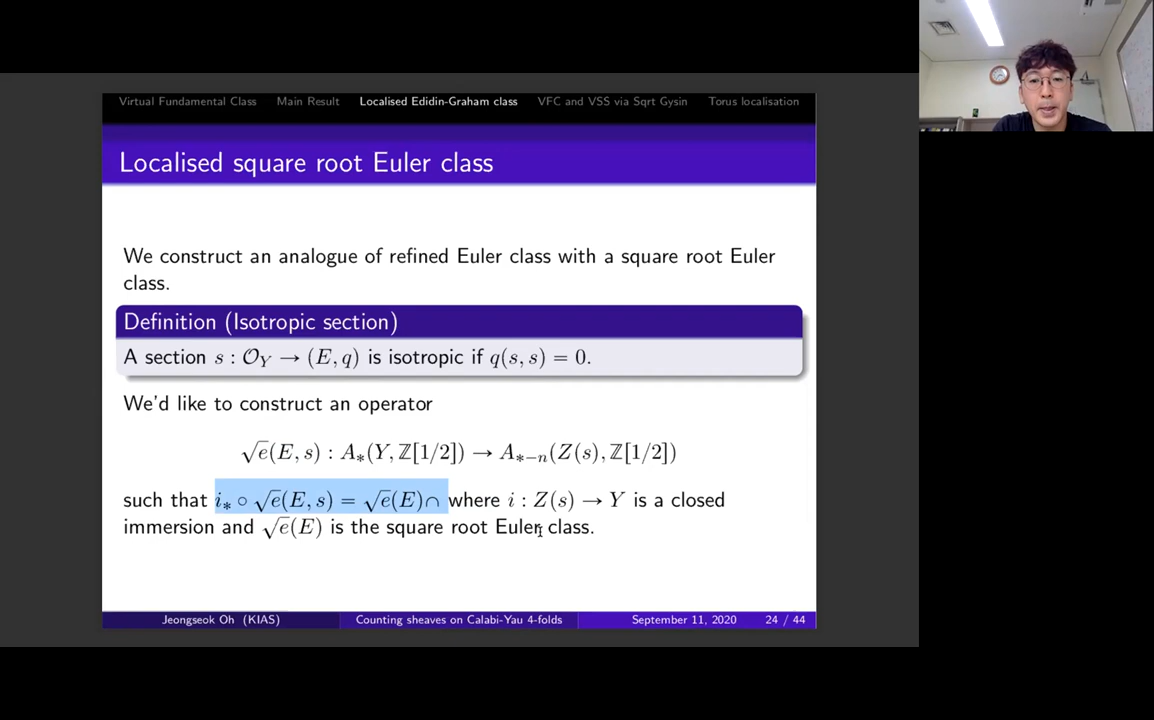 Virtual Fundamental Class Main Result Localised Edidin-Graham class VFC and VSS via Sqrt Gysin Torus localisation
Localised square root Euler class
We construct an analogue of refined Euler class with a square root Euler
class.
Definition (Isotropic section)
A section s : 𝒪_Y → (E, q) is isotropic if q(s, s) = 0.
We'd like to construct an operator
√e(E, s) : A_*(Y, ℤ[1/2]) → A_{*−n}(Z(s), ℤ[1/2])
such that i_* ∘ √e(E, s) = √e(E)∩ where i : Z(s) → Y is a closed
immersion and √e(E) is the square root Euler class.
Jeongseok Oh (KIAS) Counting sheaves on Calabi-Yau 4-folds September 11, 2020 24 / 44